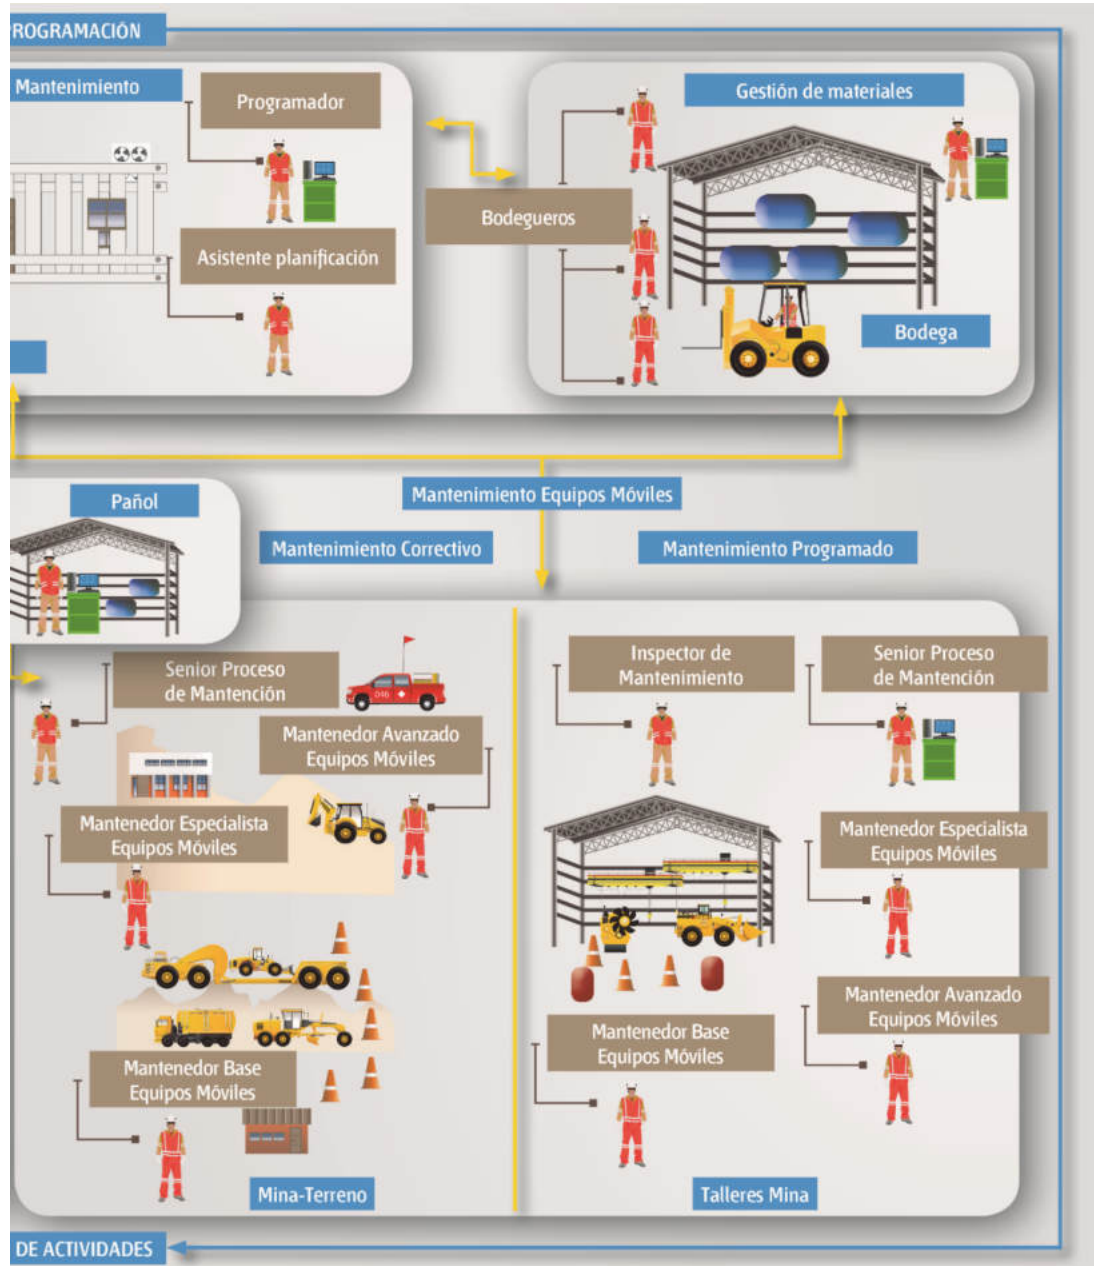 PROGRAMACIÓN
Mantenimiento
Programador
Asistente planificación
Gestión de materiales
Bodegueros
Bodega
Mantenimiento Equipos Móviles
Pañol
Mantenimiento Correctivo
Mantenimiento Programado
Senior Proceso
de Mantención
016
Mantenedor Avanzado
Equipos Móviles
Mantenedor Especialista
Equipos Móviles
Mantenedor Base
Equipos Móviles
Mina-Terreno
Inspector de
Mantenimiento
Senior Proceso
de Mantención
Mantenedor Especialista
Equipos Móviles
Mantenedor Avanzado
Equipos Móviles
Mantenedor Base
Equipos Móviles
Talleres Mina
DE ACTIVIDADES